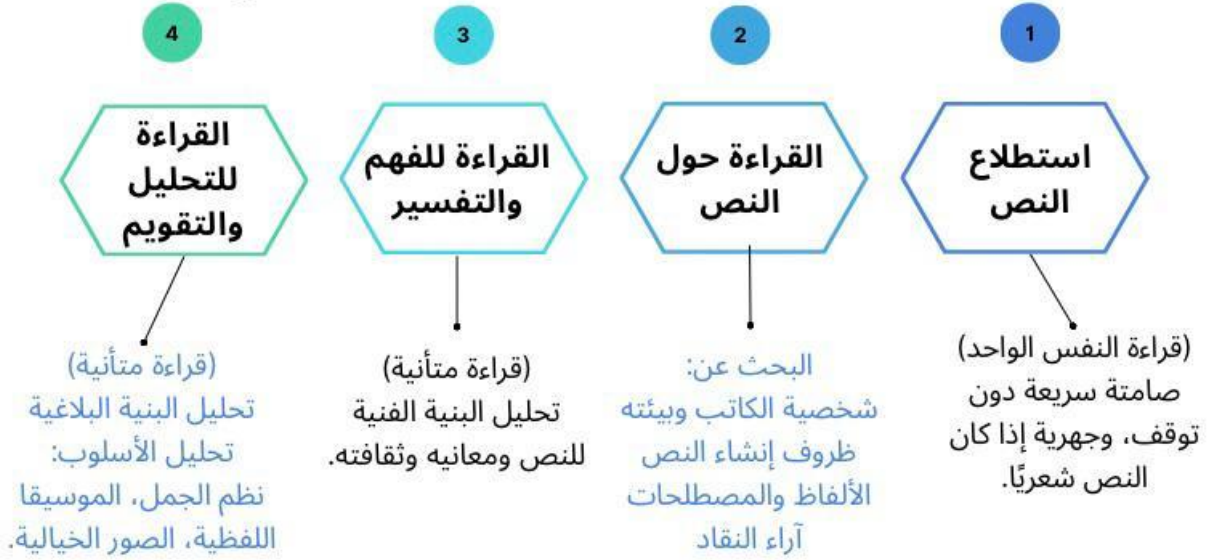 1
استطلاع
النص
(قراءة النفس الواحد)
صامتة سريعة دون
توقف، وجهرية إذا كان
النص شعريًا.
2
القراءة حول
النص
البحث عن:
شخصية الكاتب وبيئته
ظروف إنشاء النص
الألفاظ والمصطلحات
آراء النقاد
3
القراءة للفهم
والتفسير
(قراءة متأنية)
تحليل البنية الفنية
للنص ومعانيه وثقافته.
4
القراءة
للتحليل
والتقويم
(قراءة متأنية)
تحليل البنية البلاغية
تحليل الأسلوب:
نظم الجمل، الموسيقا
اللفظية، الصور الخيالية.